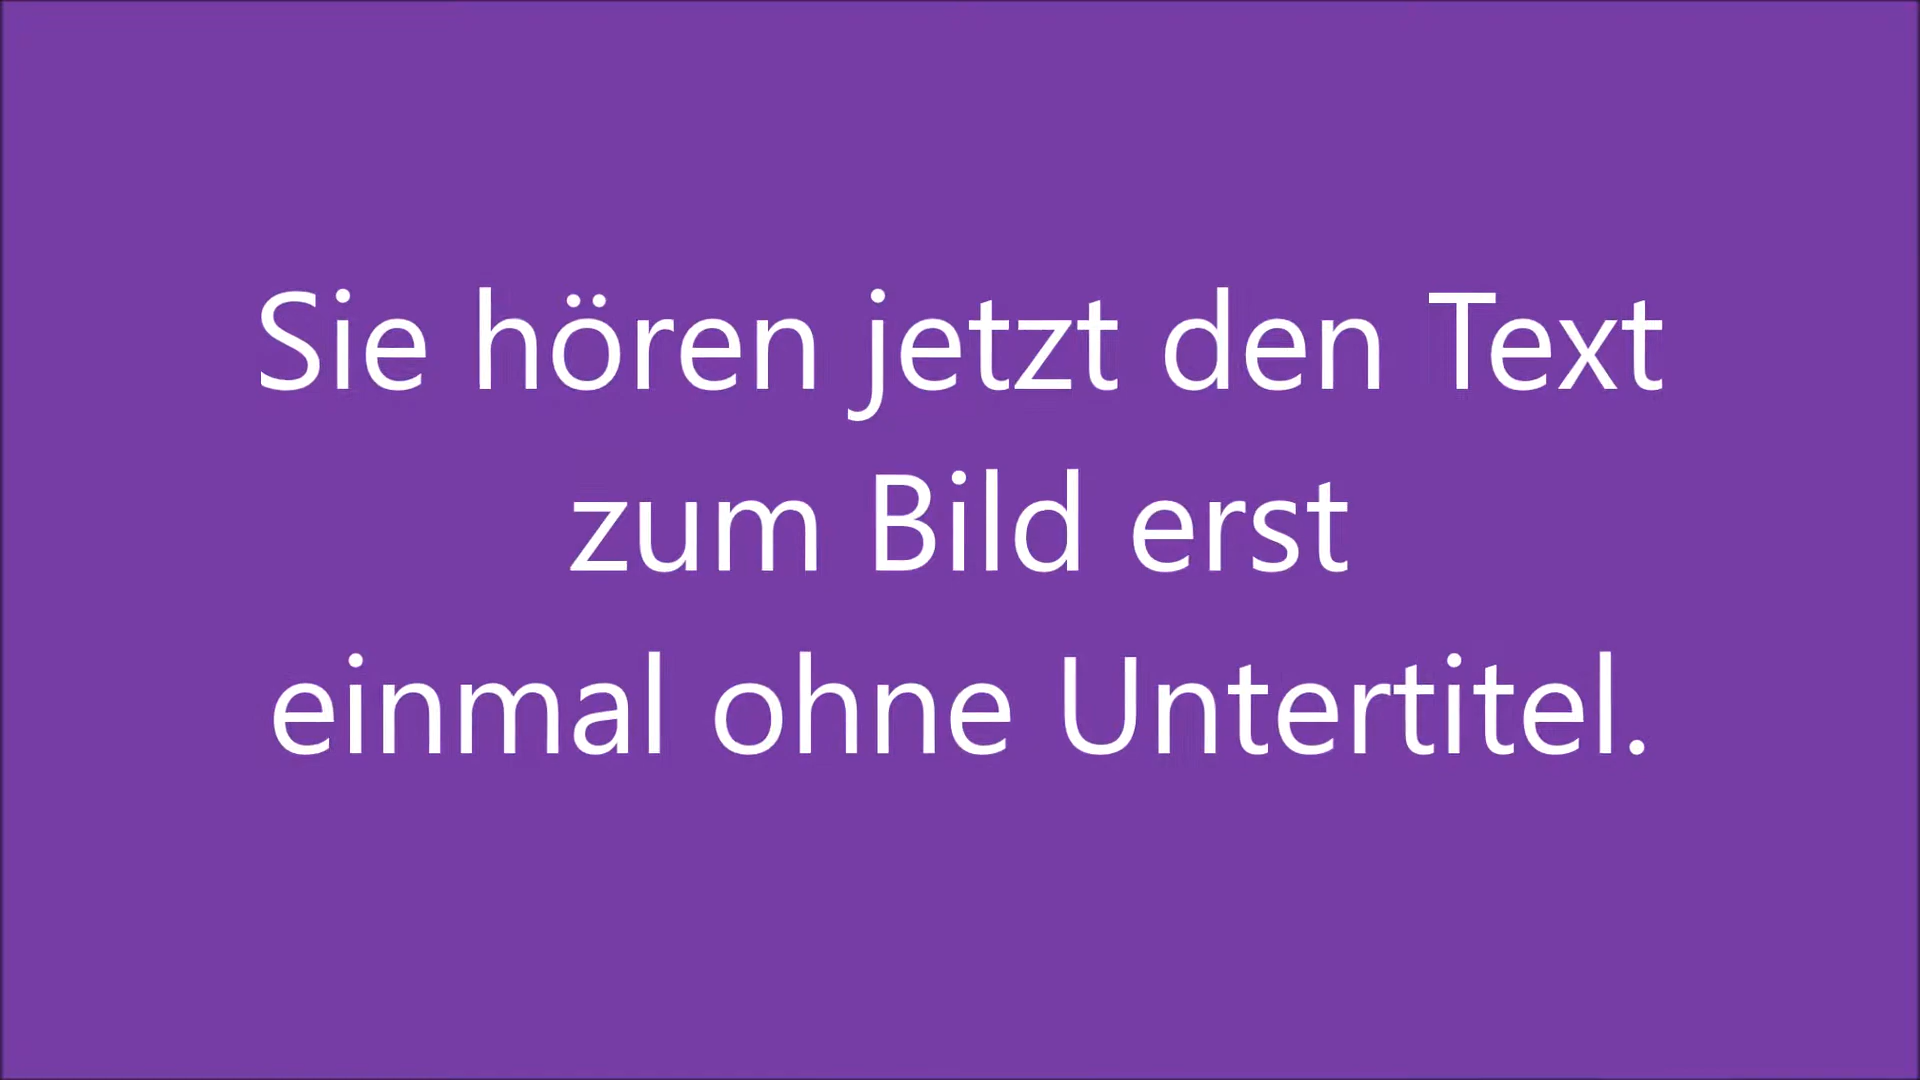 Sie hören jetzt den Text
zum Bild erst
einmal ohne Untertitel.